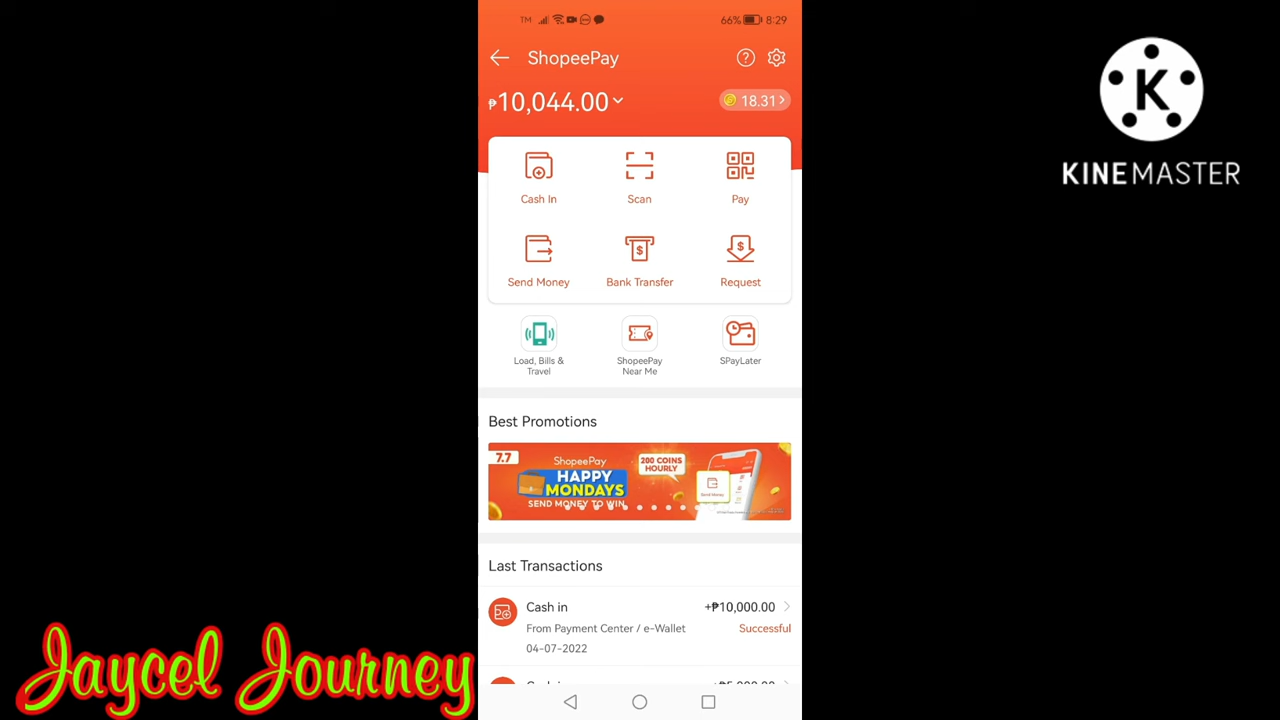 TM 66% 8:29
ShopeePay
₱10,044.00 18.31
Cash In Scan Pay
Send Money Bank Transfer Request
Load, Bills & Travel
ShopeePay Near Me
SPayLater
Best Promotions
7.7
ShopeePay
HAPPY
MONDAYS
SEND MONEY TO WIN
200 COINS
HOURLY
Send Money
Last Transactions
Cash in +₱10,000.00
From Payment Center / e-Wallet Successful
04-07-2022
K
KINEMASTER
Jaycel Journey